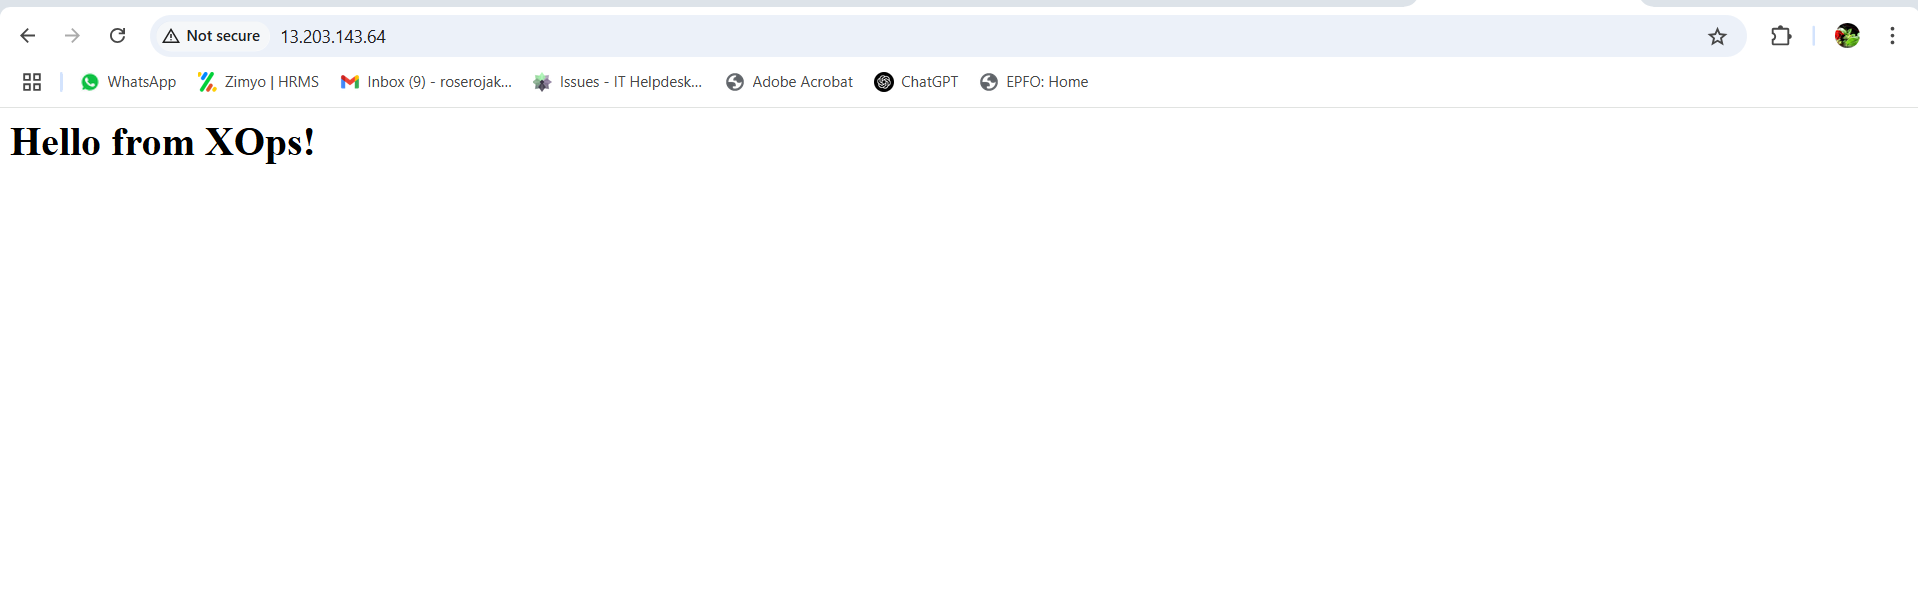 Not secure 13.203.143.64
WhatsApp Zimyo | HRMS Inbox (9) - roserojak... Issues - IT Helpdesk... Adobe Acrobat ChatGPT EPFO: Home
Hello from XOps!